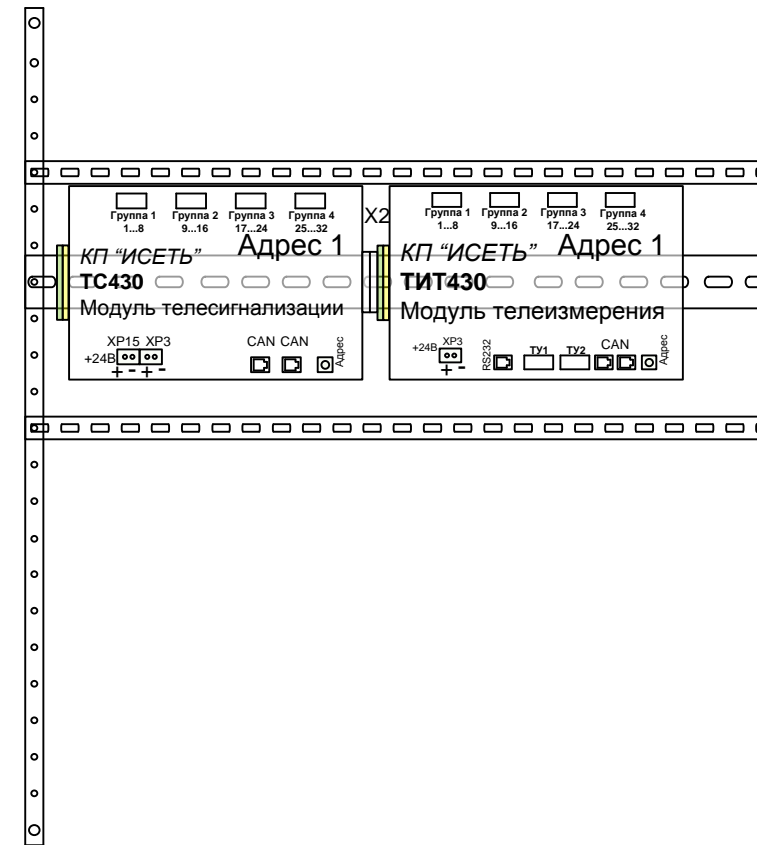 Группа 1 Группа 2 Группа 3 Группа 4
1...8 9...16 17...24 25...32
Адрес 1
КП “ИСЕТЬ”
ТС430
Модуль телесигнализации
XP15 XP3
+24В
+ - + -
CAN CAN
Адрес
X2
Группа 1 Группа 2 Группа 3 Группа 4
1...8 9...16 17...24 25...32
Адрес 1
КП “ИСЕТЬ”
ТИТ430
Модуль телеизмерения
XP3
+24В
+ -
RS232
ТУ1 ТУ2
CAN
Адрес